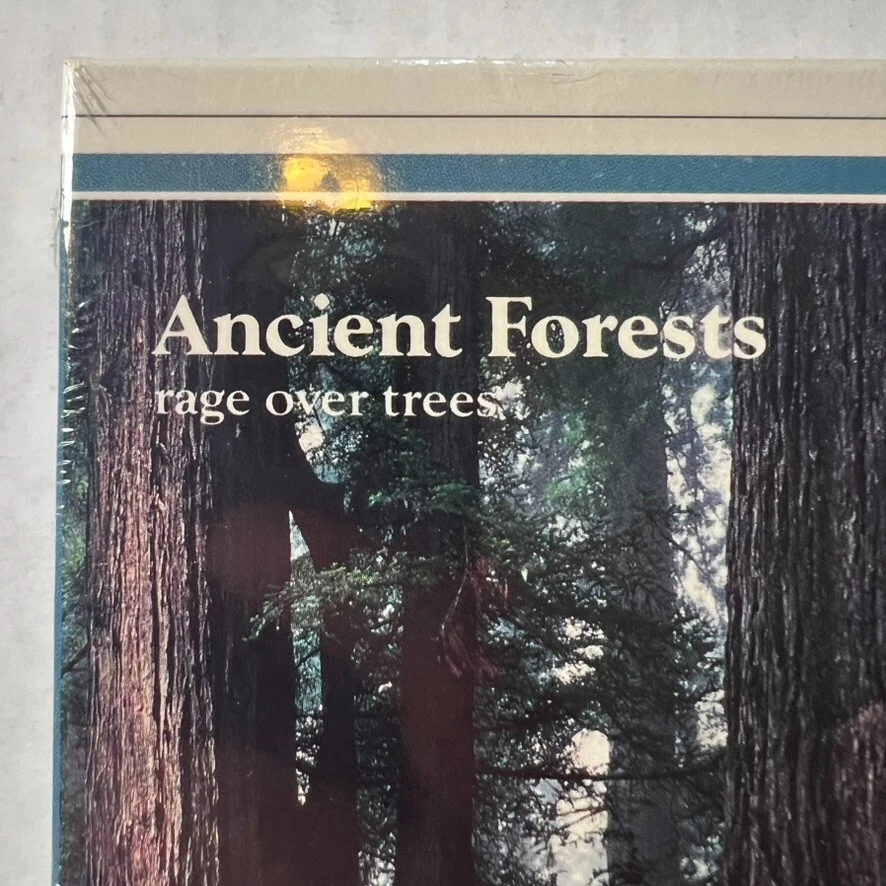 Ancient Forests
rage over trees